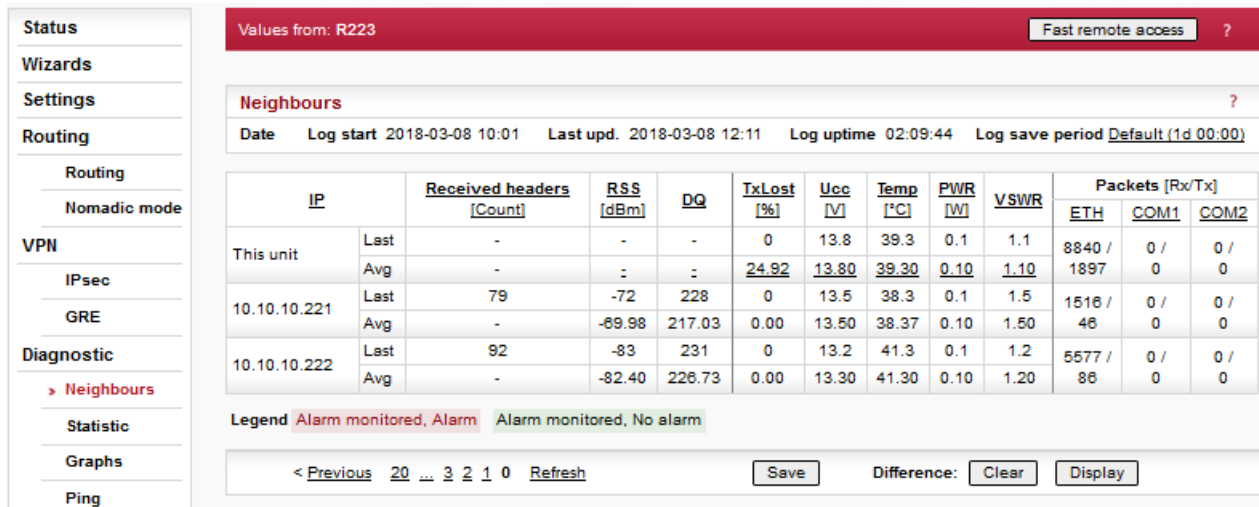 Status
Wizards
Settings
Routing
Routing
Nomadic mode
VPN
IPsec
GRE
Diagnostic
Neighbours
Statistic
Graphs
Ping
Values from: R223 Fast remote access ?
Neighbours ?
Date Log start 2018-03-08 10:01 Last upd. 2018-03-08 12:11 Log uptime 02:09:44 Log save period Default (1d 00:00)
IP Received headers [Count] RSS [dBm] DQ TxLost [%] Ucc [V] Temp [°C] PWR [W] VSWR Packets [Rx/Tx] ETH COM1 COM2
This unit Last - - - 0 13.8 39.3 0.1 1.1 8840 / 1897 0 / 0 0 / 0
Avg - - - 24.92 13.80 39.30 0.10 1.10
10.10.10.221 Last 79 -72 228 0 13.5 38.3 0.1 1.5 1516 / 46 0 / 0 0 / 0
Avg - -69.98 217.03 0.00 13.50 38.37 0.10 1.50
10.10.10.222 Last 92 -83 231 0 13.2 41.3 0.1 1.2 5577 / 86 0 / 0 0 / 0
Avg - -82.40 226.73 0.00 13.30 41.30 0.10 1.20
Legend Alarm monitored, Alarm Alarm monitored, No alarm
< Previous 20 ... 3 2 1 0 Refresh Save Difference: Clear Display